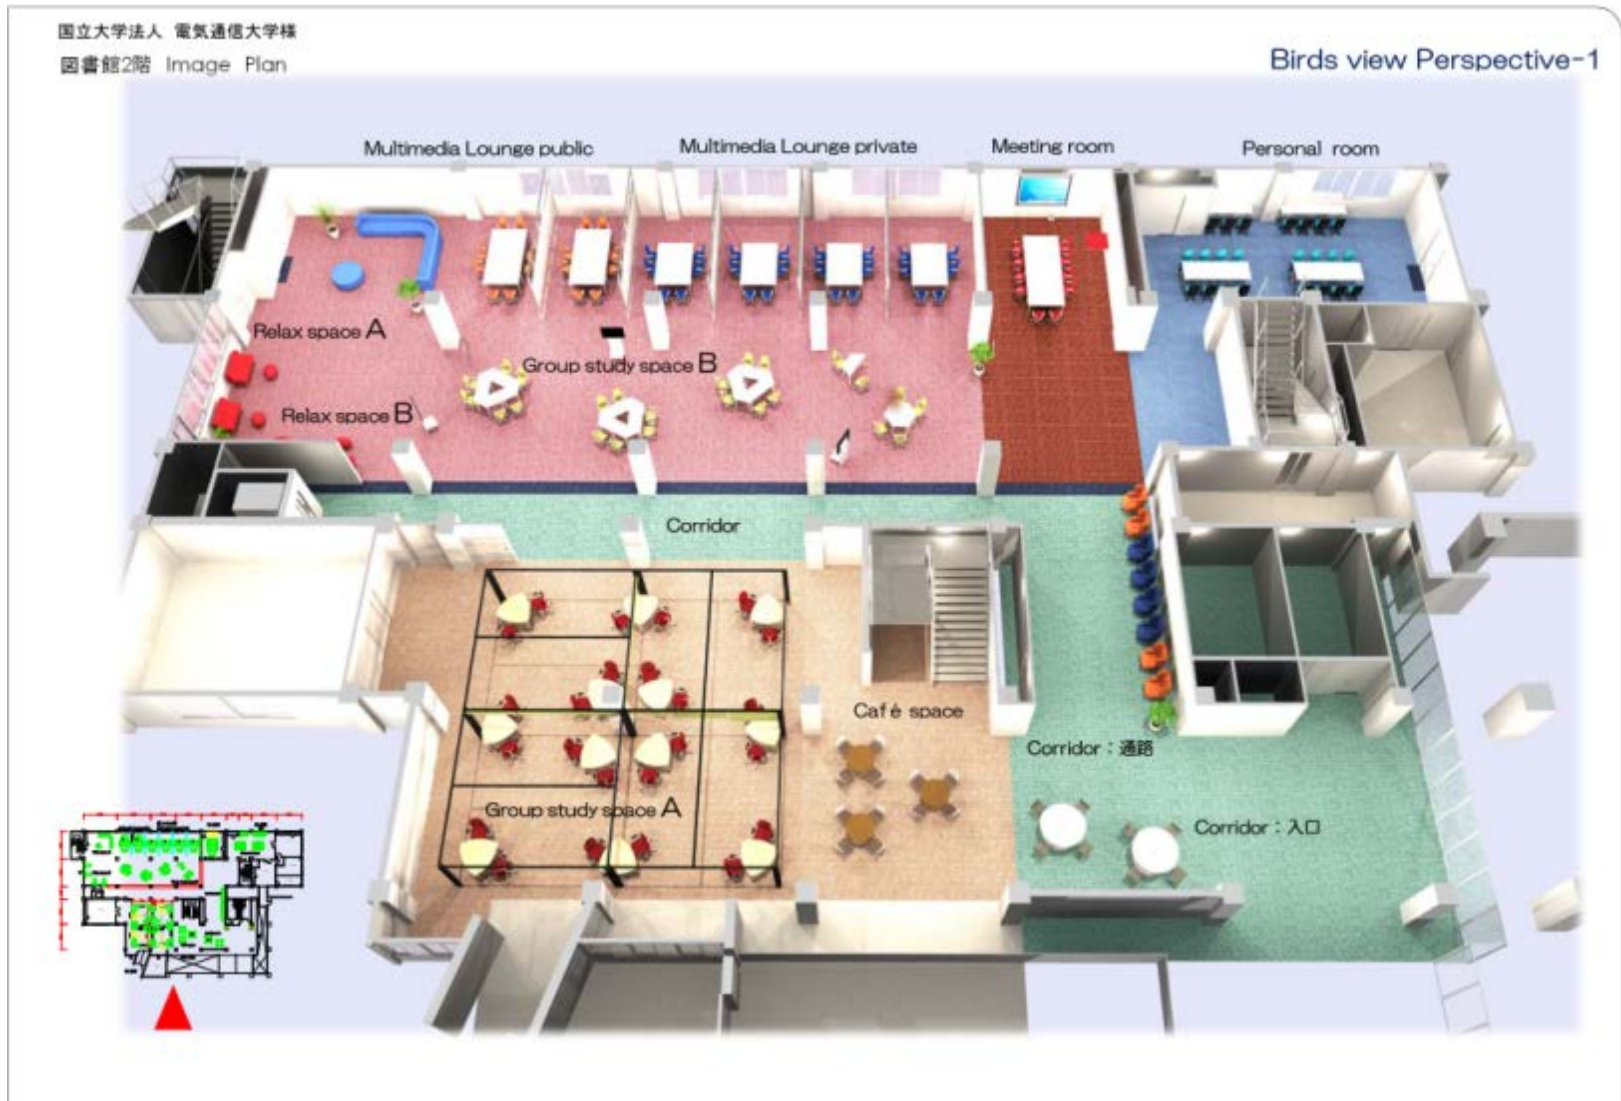 国立大学法人 電気通信大学様
図書館2階 Image Plan
Birds view Perspective-1
Multimedia Lounge public
Multimedia Lounge private
Meeting room
Personal room
Relax space A
Group study space B
Relax space B
Corridor
Café space
Corridor：通路
Group study space A
Corridor：入口